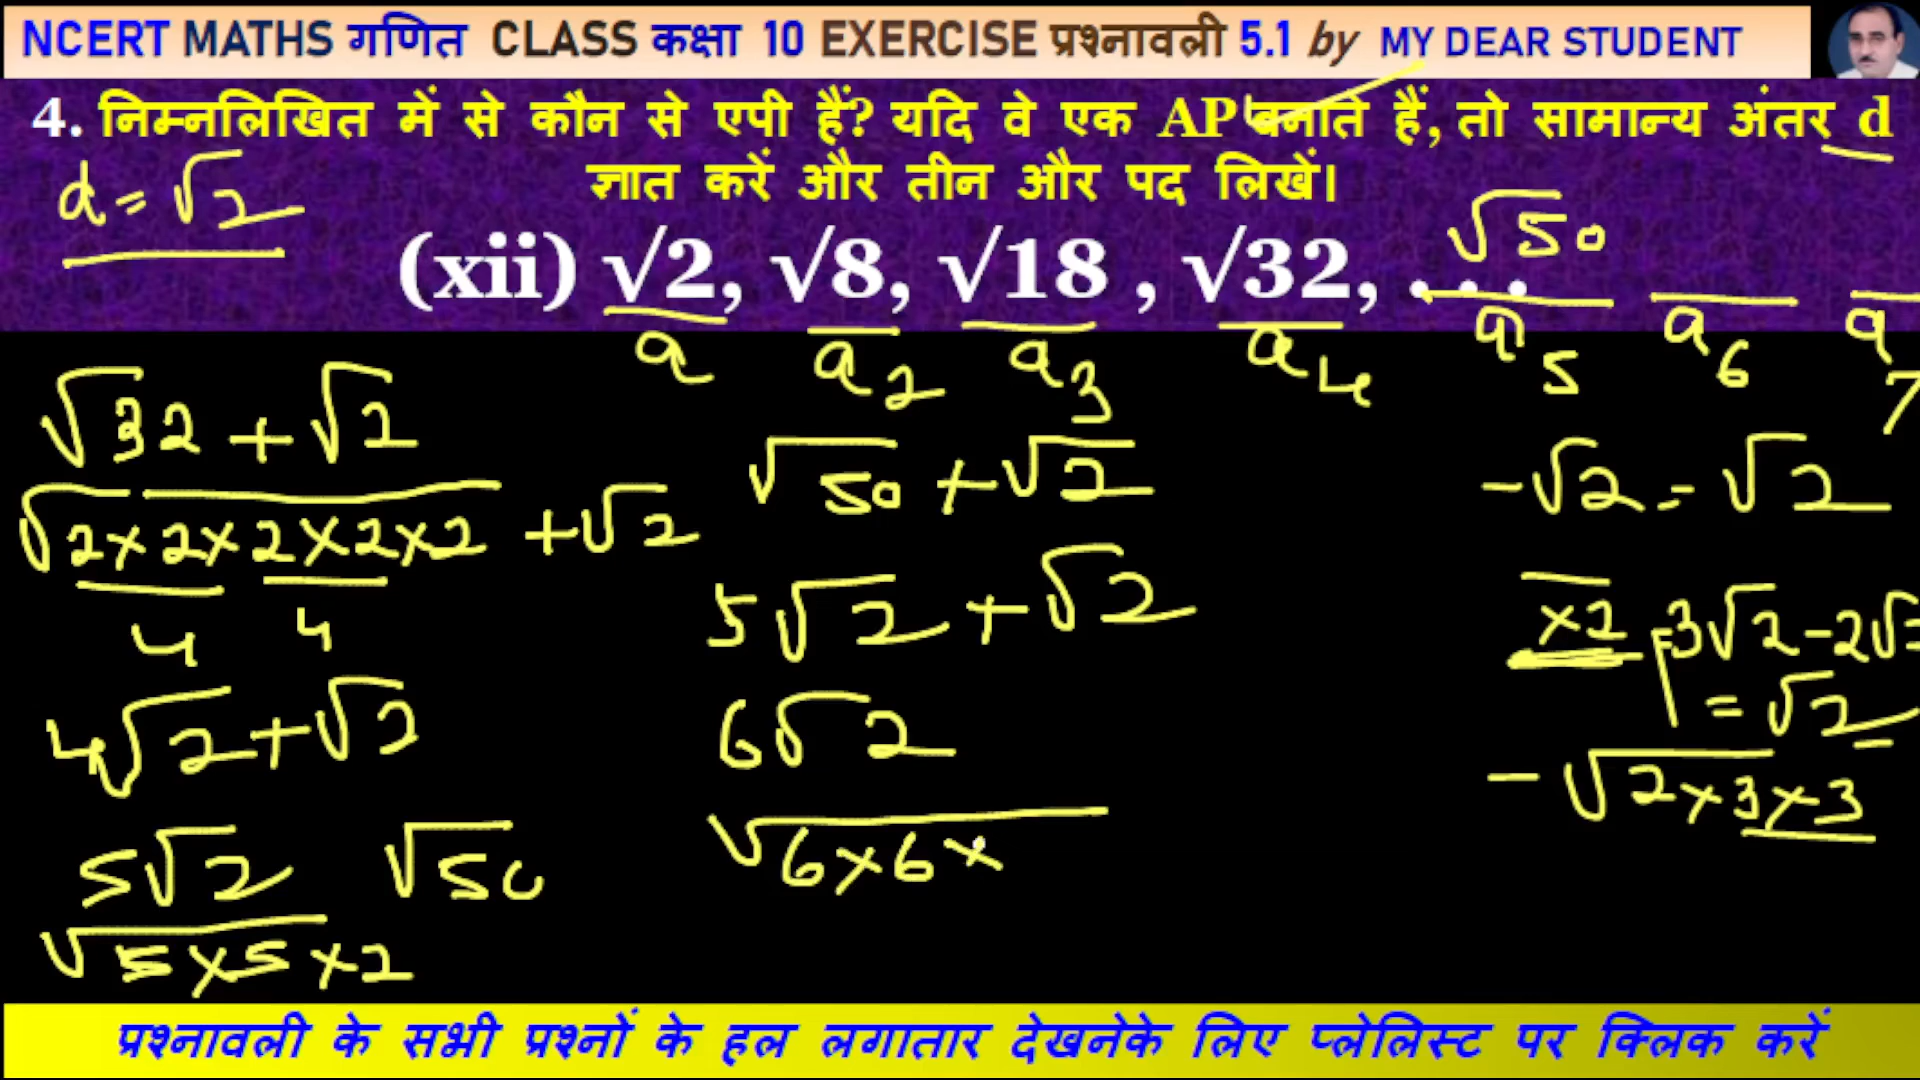 NCERT MATHS गणित CLASS कक्षा 10 EXERCISE प्रश्नावली 5.1 by MY DEAR STUDENT
4. निम्नलिखित में से कौन से एपी हैं? यदि वे एक AP बनाते हैं, तो सामान्य अंतर d
ज्ञात करें और तीन और पद लिखें।
d = √2
(xii) √2, √8, √18 , √32, . . .
√50
a a2 a3 a4 a5 a6 a7
√32 + √2
√2×2×2×2×2 + √2
4 4
4√2 + √2
5√2 √50
√5×5×2
√50 + √2
5√2 + √2
6√2
√6×6×
-√2 = √2
×2
3√2 - 2√2
= √2
- √2×3×3
प्रश्नावली के सभी प्रश्नों के हल लगातार देखनेके लिए प्लेलिस्ट पर क्लिक करें